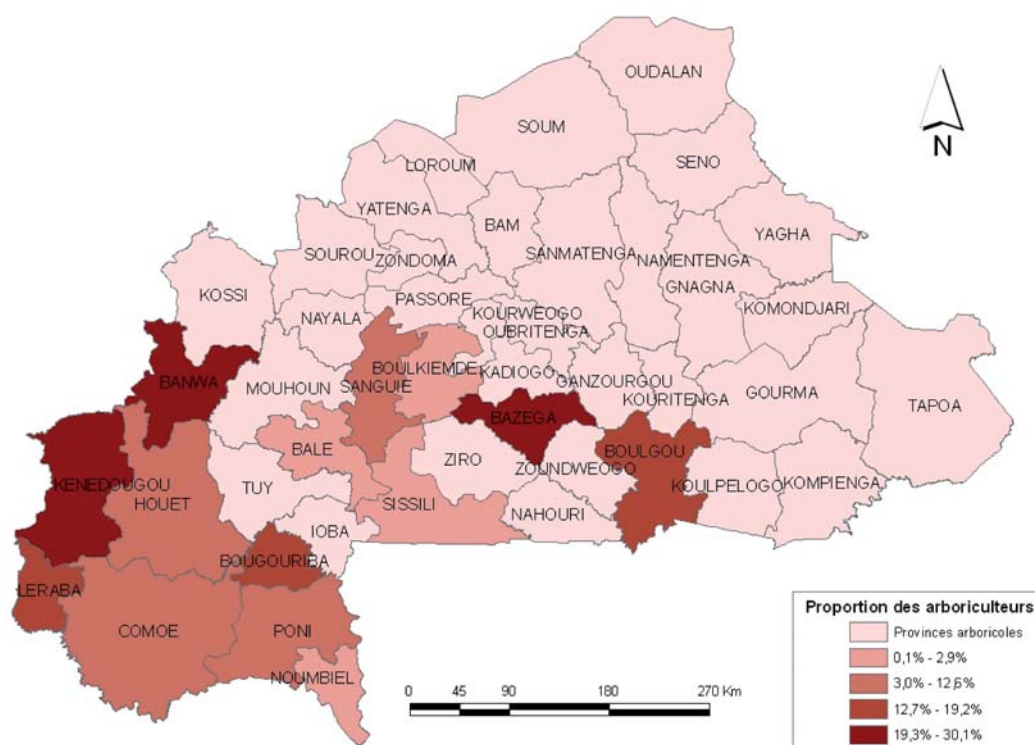 OUDALAN
SOUM
N
SENO
LOROUM
YATENGA
BAM
YAGHA
SANMATENGA
NAMENTENGA
SOUROU
ZONDOMA
GNAGNA
KOSSI
PASSORE
KOMONDJARI
NAYALA
KOURWEOGO
OUBRITENGA
BOULKIEMDE
KADIOGO
BANWA
MOUHOUN
SANGUIE
GANZOURGOU
GOURMA
KOURITENGA
TAPOA
BAZEGA
BALE
ZIRO
BOULGOU
ZOUNDWEOGO
KENEDOUGOU
TUY
KOULPELOGO
KOMPIENGA
HOUET
SISSILI
IOBA
NAHOURI
BOUGOURIBA
LERABA
COMOE
PONI
NOUMBIEL
0 45 90 180 270 Km
Proportion des arboriculteurs
Provinces arboricoles
0,1% - 2,9%
3,0% - 12,6%
12,7% - 19,2%
19,3% - 30,1%